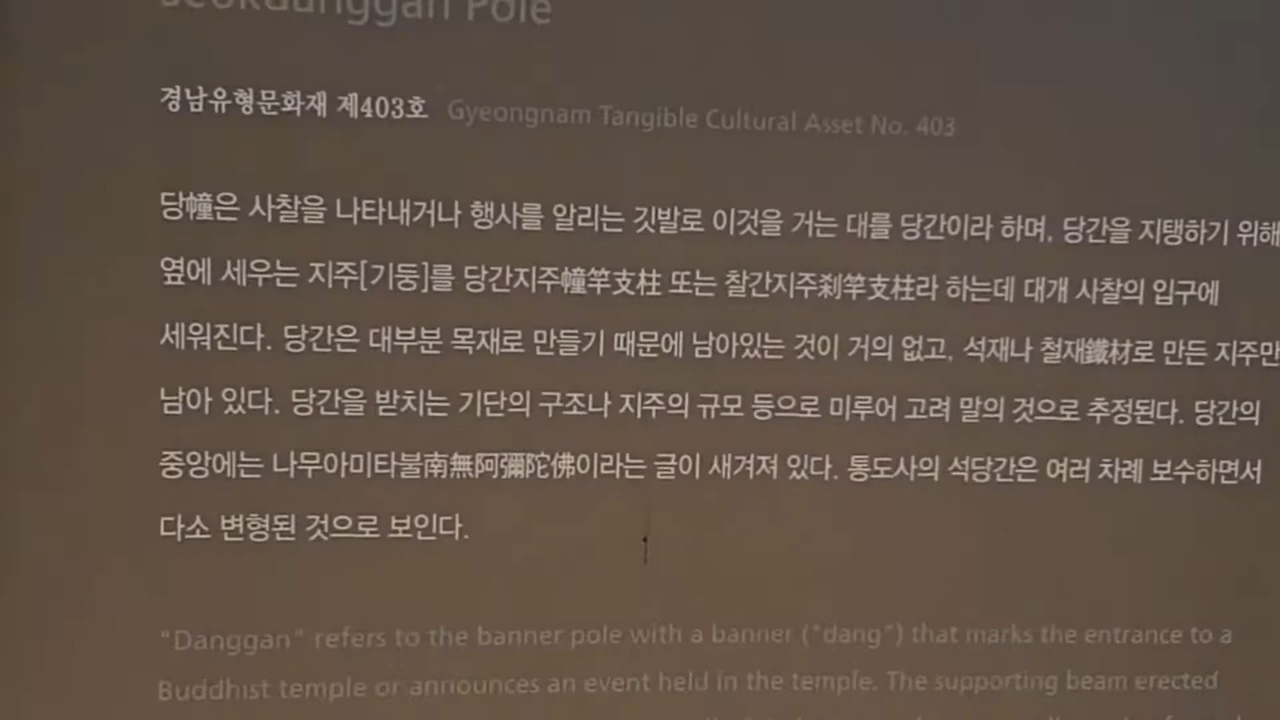 Seokdanggan Pole
경남유형문화재 제403호 Gyeongnam Tangible Cultural Asset No. 403
당幢은 사찰을 나타내거나 행사를 알리는 깃발로 이것을 거는 대를 당간이라 하며, 당간을 지탱하기 위해
옆에 세우는 지주[기둥]를 당간지주幢竿支柱 또는 찰간지주刹竿支柱라 하는데 대개 사찰의 입구에
세워진다. 당간은 대부분 목재로 만들기 때문에 남아있는 것이 거의 없고, 석재나 철재鐵材로 만든 지주만
남아 있다. 당간을 받치는 기단의 구조나 지주의 규모 등으로 미루어 고려 말의 것으로 추정된다. 당간의
중앙에는 나무아미타불南無阿彌陀佛이라는 글이 새겨져 있다. 통도사의 석당간은 여러 차례 보수하면서
다소 변형된 것으로 보인다.
"Danggan" refers to the banner pole with a banner ("dang") that marks the entrance to a
Buddhist temple or announces an event held in the temple. The supporting beam erected